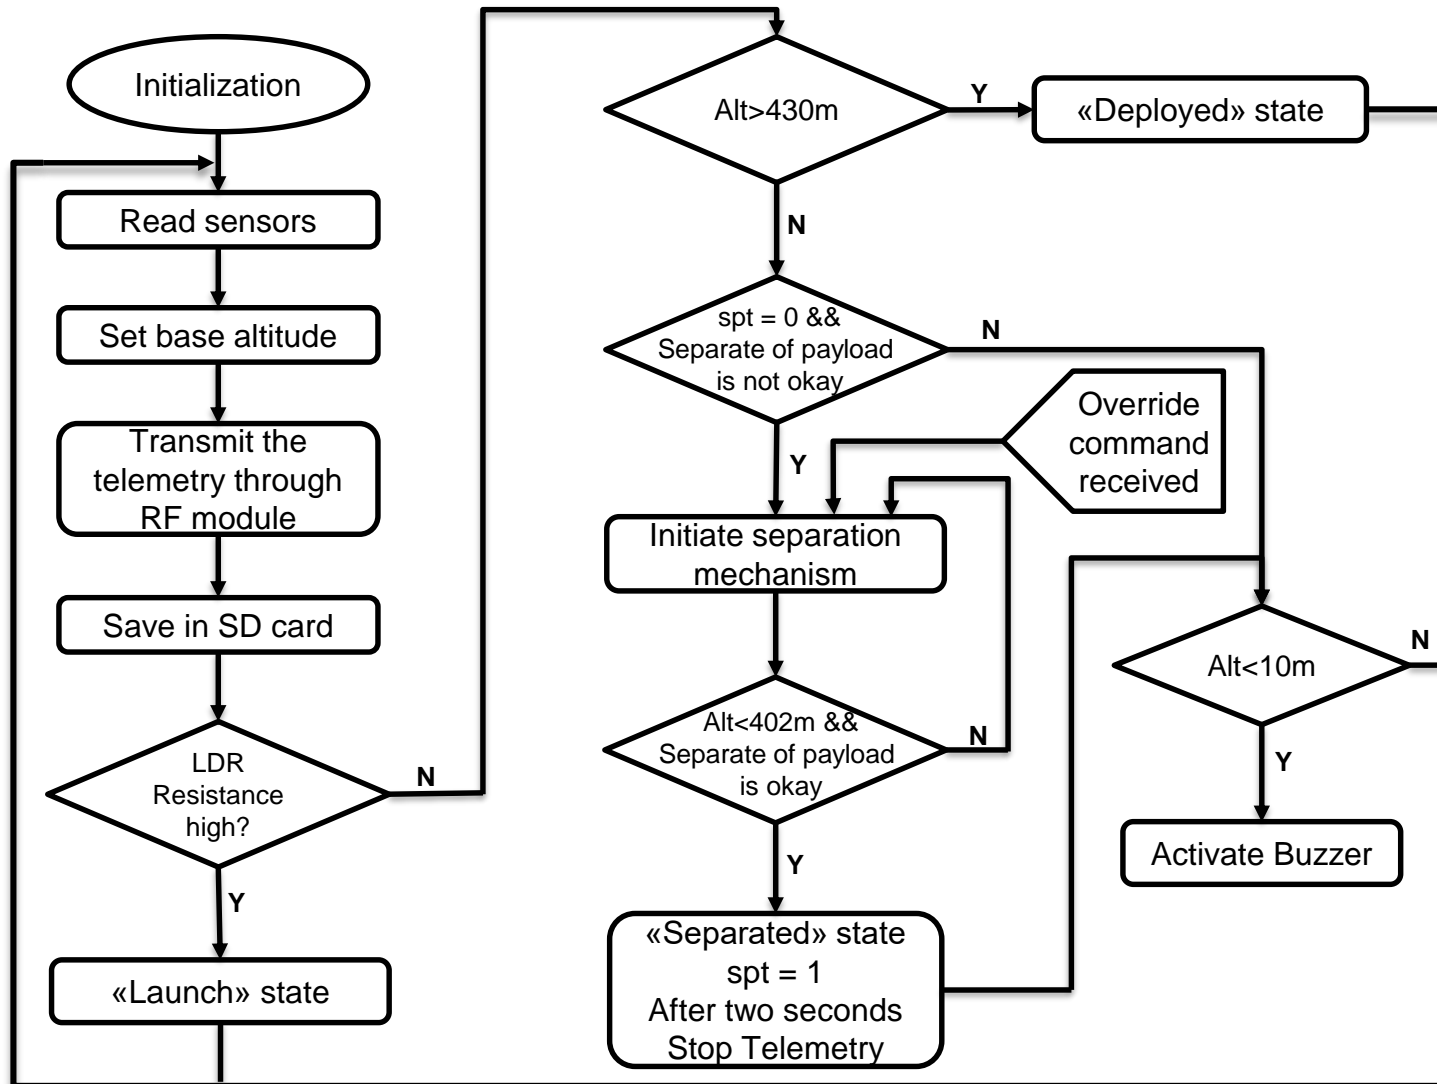 Initialization
Read sensors
Set base altitude
Transmit the
telemetry through
RF module
Save in SD card
LDR
Resistance
high?
N
Y
«Launch» state
Alt>430m
Y
«Deployed» state
N
spt = 0 &&
Separate of payload
is not okay
N
Y
Override
command
received
Initiate separation
mechanism
Alt<402m &&
Separate of payload
is okay
N
Y
«Separated» state
spt = 1
After two seconds
Stop Telemetry
Alt<10m
N
Y
Activate Buzzer